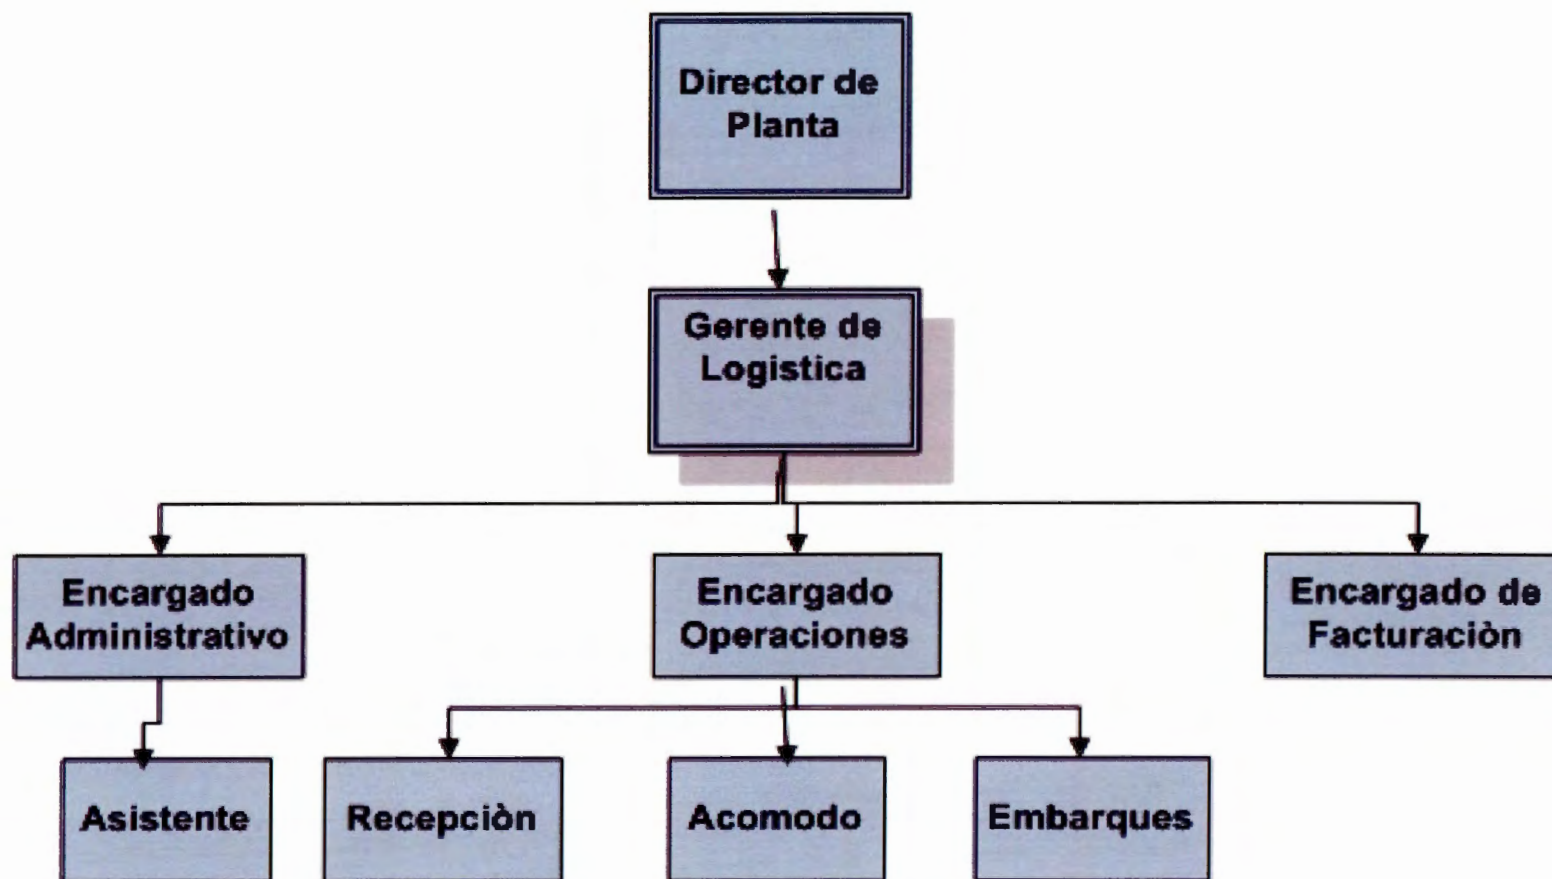 Director de
Planta
Gerente de
Logistica
Encargado
Administrativo
Encargado
Operaciones
Encargado de
Facturaciòn
Asistente
Recepciòn
Acomodo
Embarques